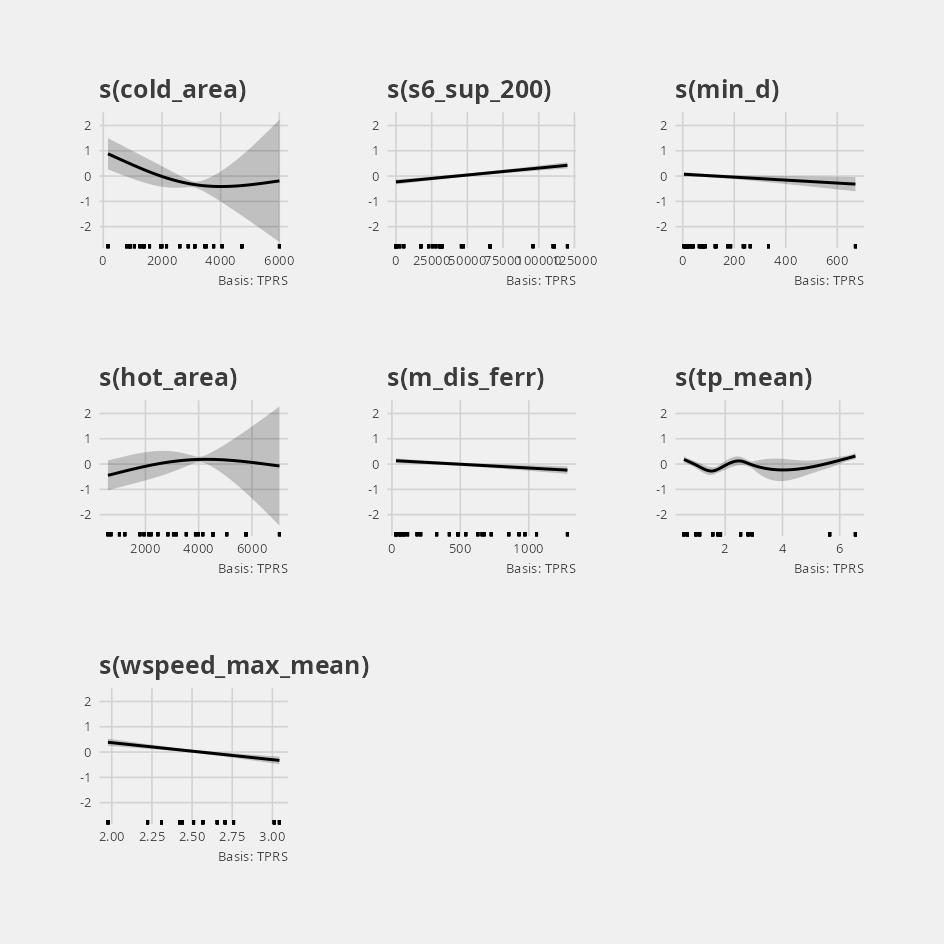 s(cold_area)
2
1
0
-1
-2
0 2000 4000 6000
Basis: TPRS
s(s6_sup_200)
2
1
0
-1
-2
0 25000 50000 75000 100000 125000
Basis: TPRS
s(min_d)
2
1
0
-1
-2
0 200 400 600
Basis: TPRS
s(hot_area)
2
1
0
-1
-2
2000 4000 6000
Basis: TPRS
s(m_dis_ferr)
2
1
0
-1
-2
0 500 1000
Basis: TPRS
s(tp_mean)
2
1
0
-1
-2
2 4 6
Basis: TPRS
s(wspeed_max_mean)
2
1
0
-1
-2
2.00 2.25 2.50 2.75 3.00
Basis: TPRS